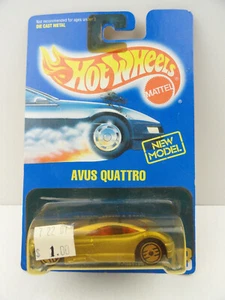 Not recommended for ages under 3
DIE CAST METAL
HOT WHEELS
MATTEL
NEW
MODEL
AVUS QUATTRO
$ 1.00